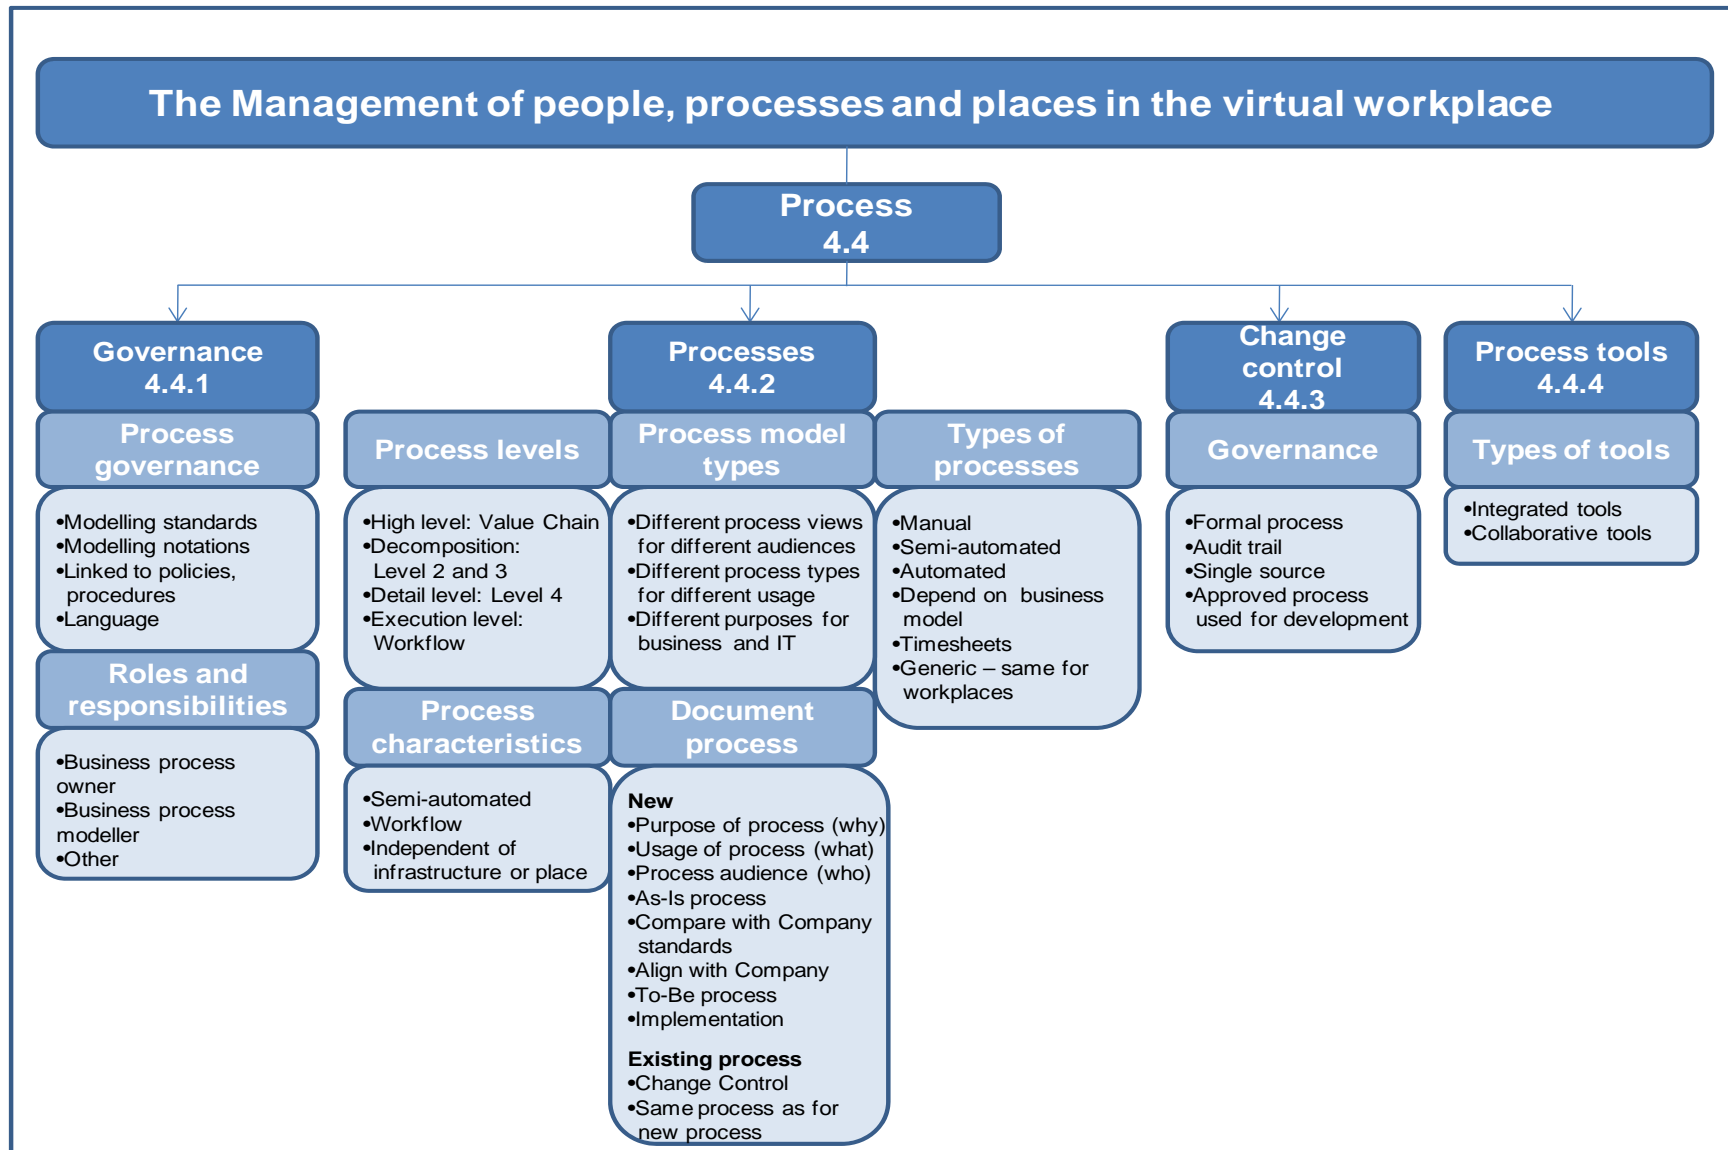 The Management of people, processes and places in the virtual workplace
Process
4.4
Governance
4.4.1
Process
governance
•Modelling standards
•Modelling notations
•Linked to policies,
procedures
•Language
Roles and
responsibilities
•Business process
owner
•Business process
modeller
•Other
Processes
4.4.2
Process levels
•High level: Value Chain
•Decomposition:
Level 2 and 3
•Detail level: Level 4
•Execution level:
Workflow
Process
characteristics
•Semi-automated
•Workflow
•Independent of
infrastructure or place
Process model
types
•Different process views
for different audiences
•Different process types
for different usage
•Different purposes for
business and IT
Document
process
New
•Purpose of process (why)
•Usage of process (what)
•Process audience (who)
•As-Is process
•Compare with Company
standards
•Align with Company
•To-Be process
•Implementation
Existing process
•Change Control
•Same process as for
new process
Types of
processes
•Manual
•Semi-automated
•Automated
•Depend on business
model
•Timesheets
•Generic – same for
workplaces
Change
control
4.4.3
Governance
•Formal process
•Audit trail
•Single source
•Approved process
used for development
Process tools
4.4.4
Types of tools
•Integrated tools
•Collaborative tools